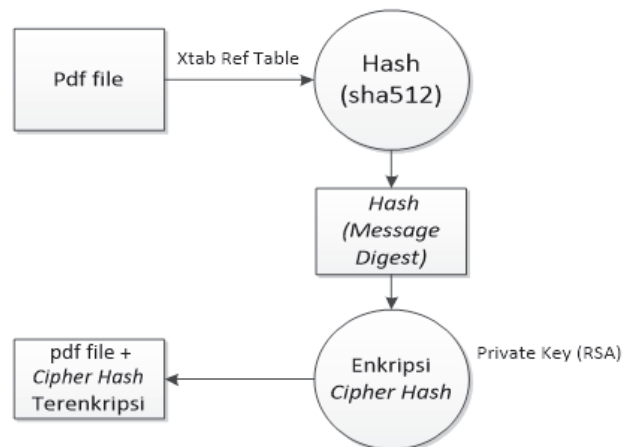 Pdf file
Xtab Ref Table
Hash
(sha512)
Hash
(Message
Digest)
Enkripsi
Cipher Hash
Private Key (RSA)
pdf file +
Cipher Hash
Terenkripsi